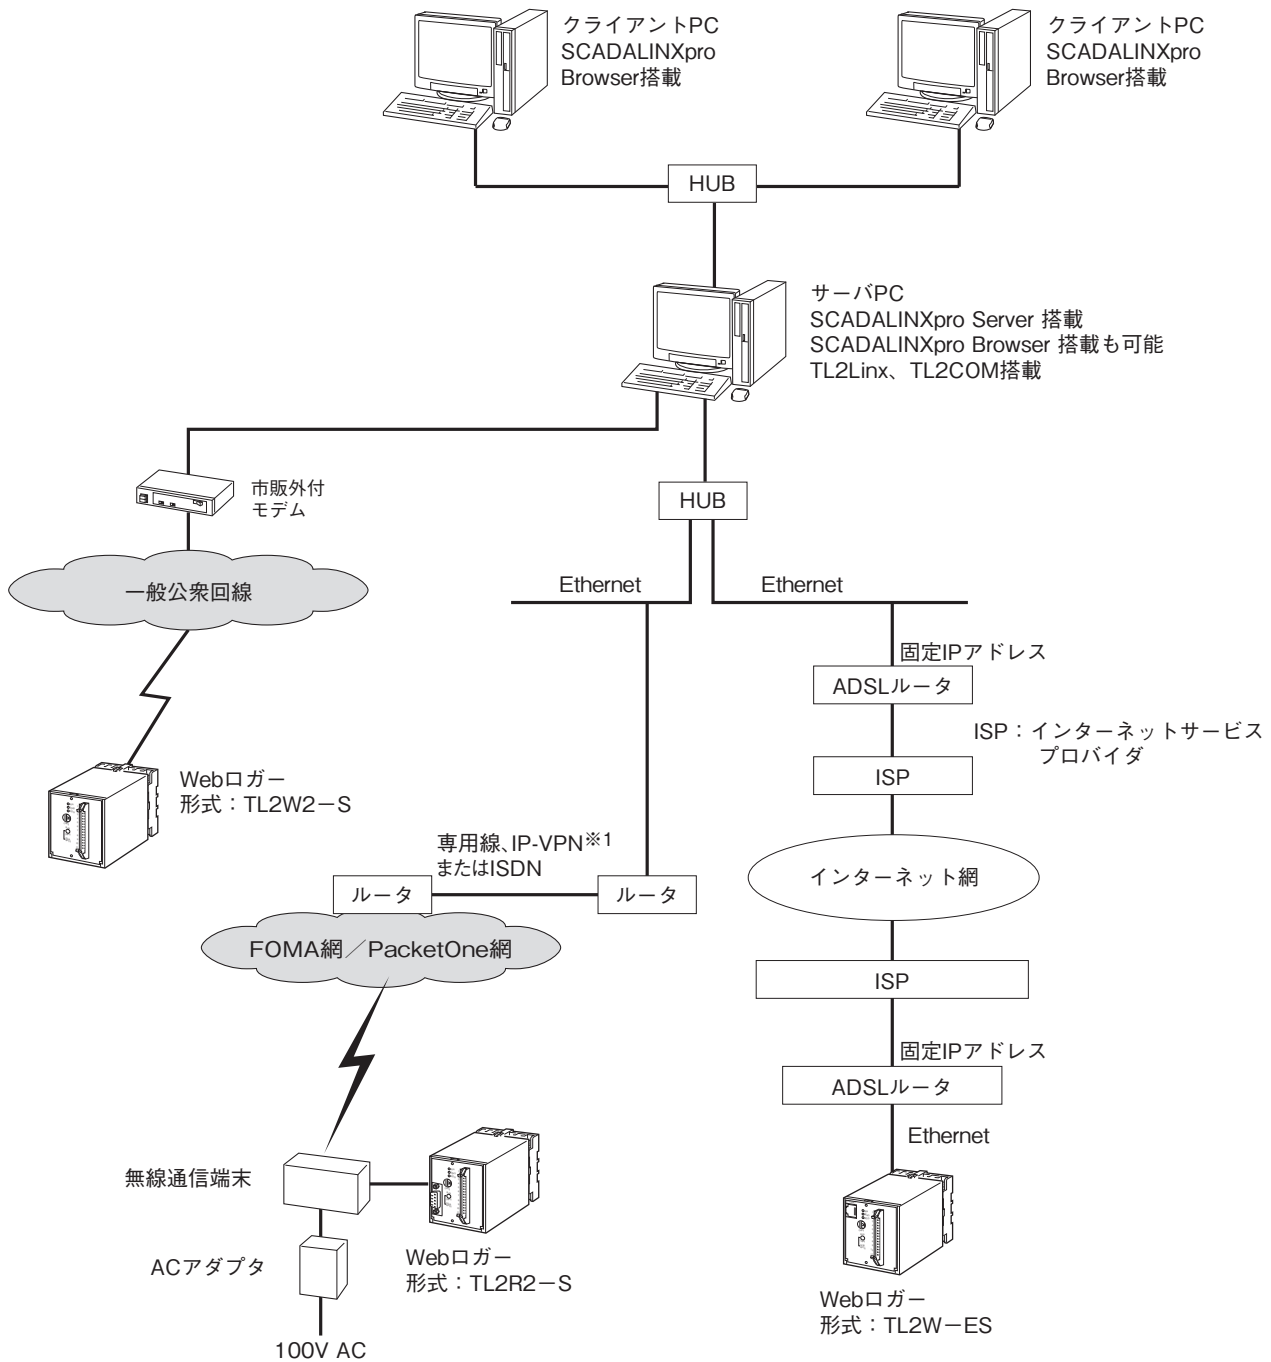 クライアントPC
SCADALINXpro
Browser搭載
クライアントPC
SCADALINXpro
Browser搭載
HUB
サーバPC
SCADALINXpro Server 搭載
SCADALINXpro Browser 搭載も可能
TL2Linx、TL2COM搭載
市販外付
モデム
HUB
一般公衆回線
Ethernet
Ethernet
固定IPアドレス
ADSLルータ
ISP：インターネットサービス
プロバイダ
ISP
Webロガー
形式：TL2W2－S
専用線、IP-VPN※1
またはISDN
ルータ
ルータ
インターネット網
FOMA網／PacketOne網
ISP
固定IPアドレス
ADSLルータ
Ethernet
無線通信端末
ACアダプタ
Webロガー
形式：TL2R2－S
Webロガー
形式：TL2W－ES
100V AC